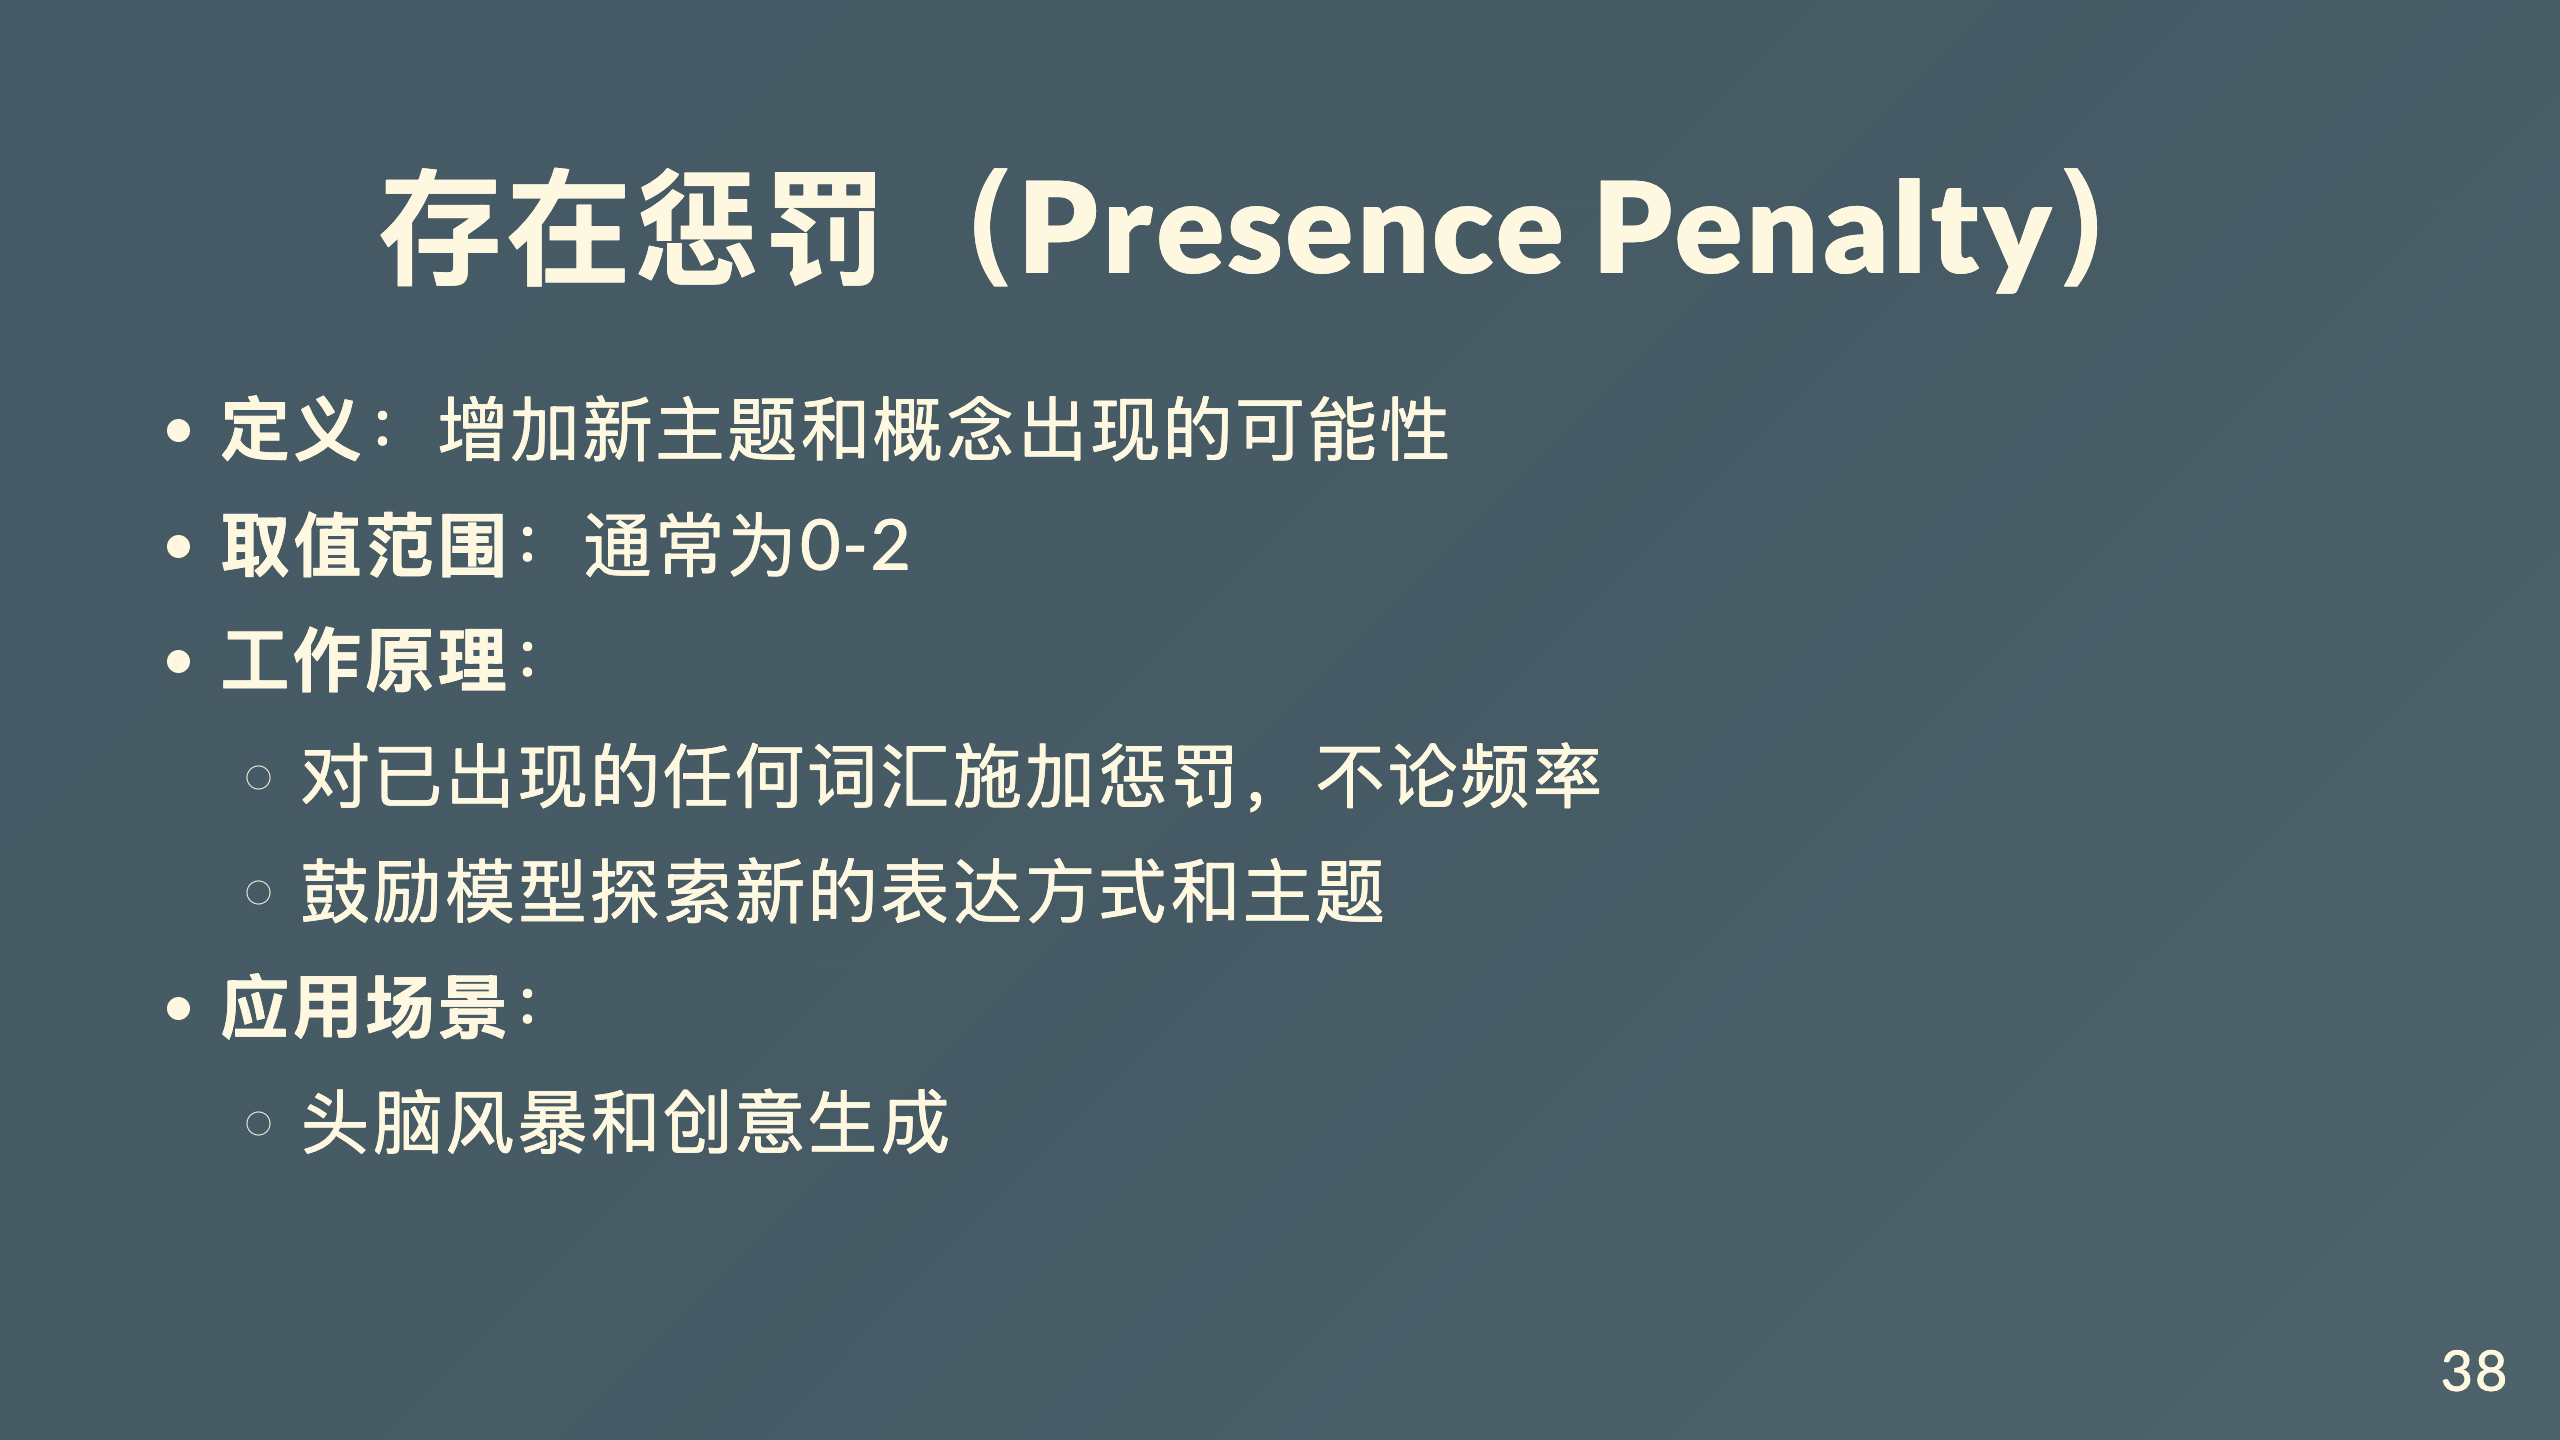 存在惩罚（Presence Penalty）
• 定义：增加新主题和概念出现的可能性
• 取值范围：通常为0-2
• 工作原理：
○ 对已出现的任何词汇施加惩罚，不论频率
○ 鼓励模型探索新的表达方式和主题
• 应用场景：
○ 头脑风暴和创意生成
38